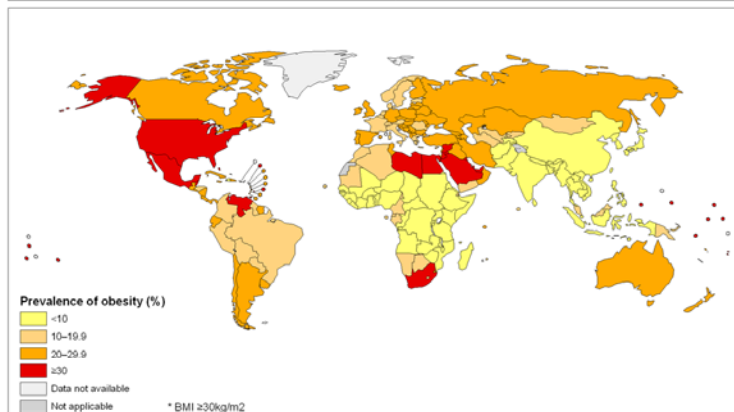 Prevalence of obesity (%)
<10
10–19.9
20–29.9
≥30
Data not available
Not applicable
* BMI ≥30kg/m2